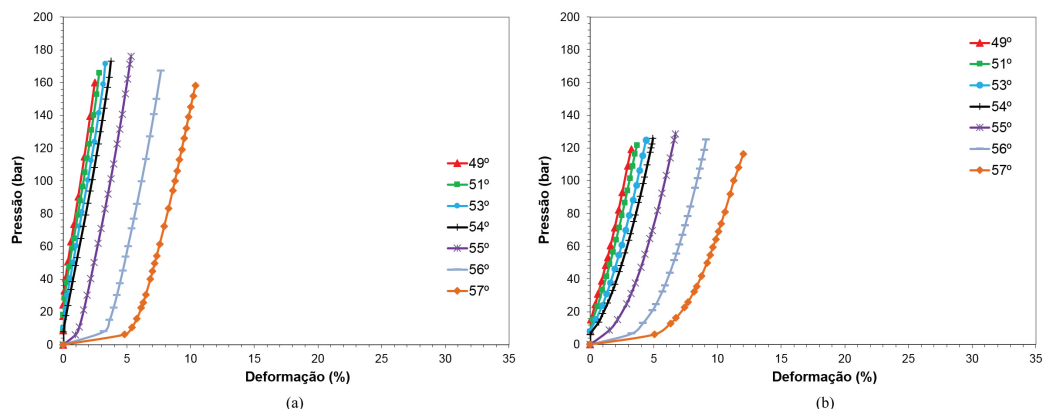 200
180
160
140
120
100
80
60
40
20
0
Pressão (bar)
0 5 10 15 20 25 30 35
Deformação (%)
49º
51º
53º
54º
55º
56º
57º
(a)
200
180
160
140
120
100
80
60
40
20
0
Pressão (bar)
0 5 10 15 20 25 30 35
Deformação (%)
49º
51º
53º
54º
55º
56º
57º
(b)